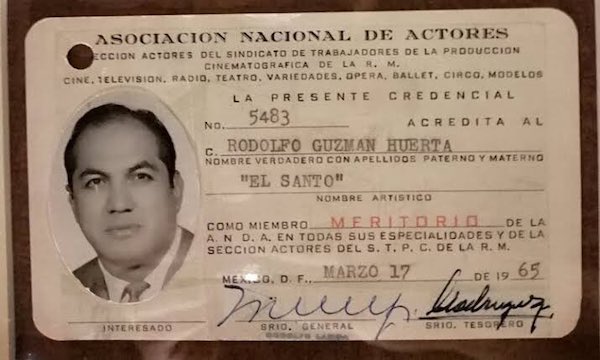 ASOCIACION NACIONAL DE ACTORES
ECCION ACTORES DEL SINDICATO DE TRABAJADORES DE LA PRODUCCION
CINEMATOGRAFICA DE LA R. M.
CINE, TELEVISION, RADIO, TEATRO, VARIEDADES, OPERA, BALLET, CIRCO, MODELOS
LA PRESENTE CREDENCIAL
No. 5483 ACREDITA AL
C. RODOLFO GUZMAN HUERTA
NOMBRE VERDADERO CON APELLIDOS PATERNO Y MATERNO
"EL SANTO"
NOMBRE ARTISTICO
COMO MIEMBRO MERITORIO DE LA
A. N. D. A. EN TODAS SUS ESPECIALIDADES Y DE LA
SECCION ACTORES DEL S. T. P. C. DE LA R. M.
MEXICO, D. F., MARZO 17 DE 19 65
INTERESADO SRIO. GENERAL SRIO. TESORERO